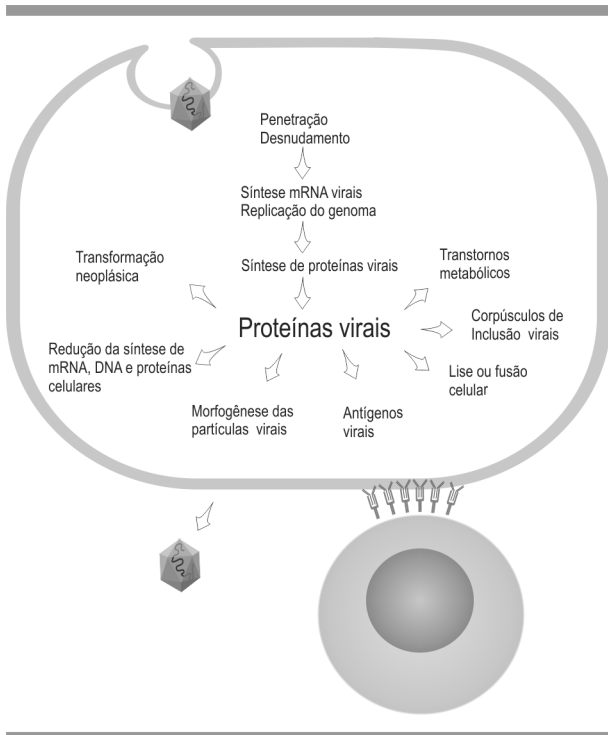 Penetração
Desnudamento
Síntese mRNA virais
Replicação do genoma
Síntese de proteínas virais
Proteínas virais
Transformação
neoplásica
Transtornos
metabólicos
Redução da síntese de
mRNA, DNA e proteínas
celulares
Corpúsculos de
Inclusão virais
Lise ou fusão
celular
Morfogênese das
partículas virais
Antígenos
virais